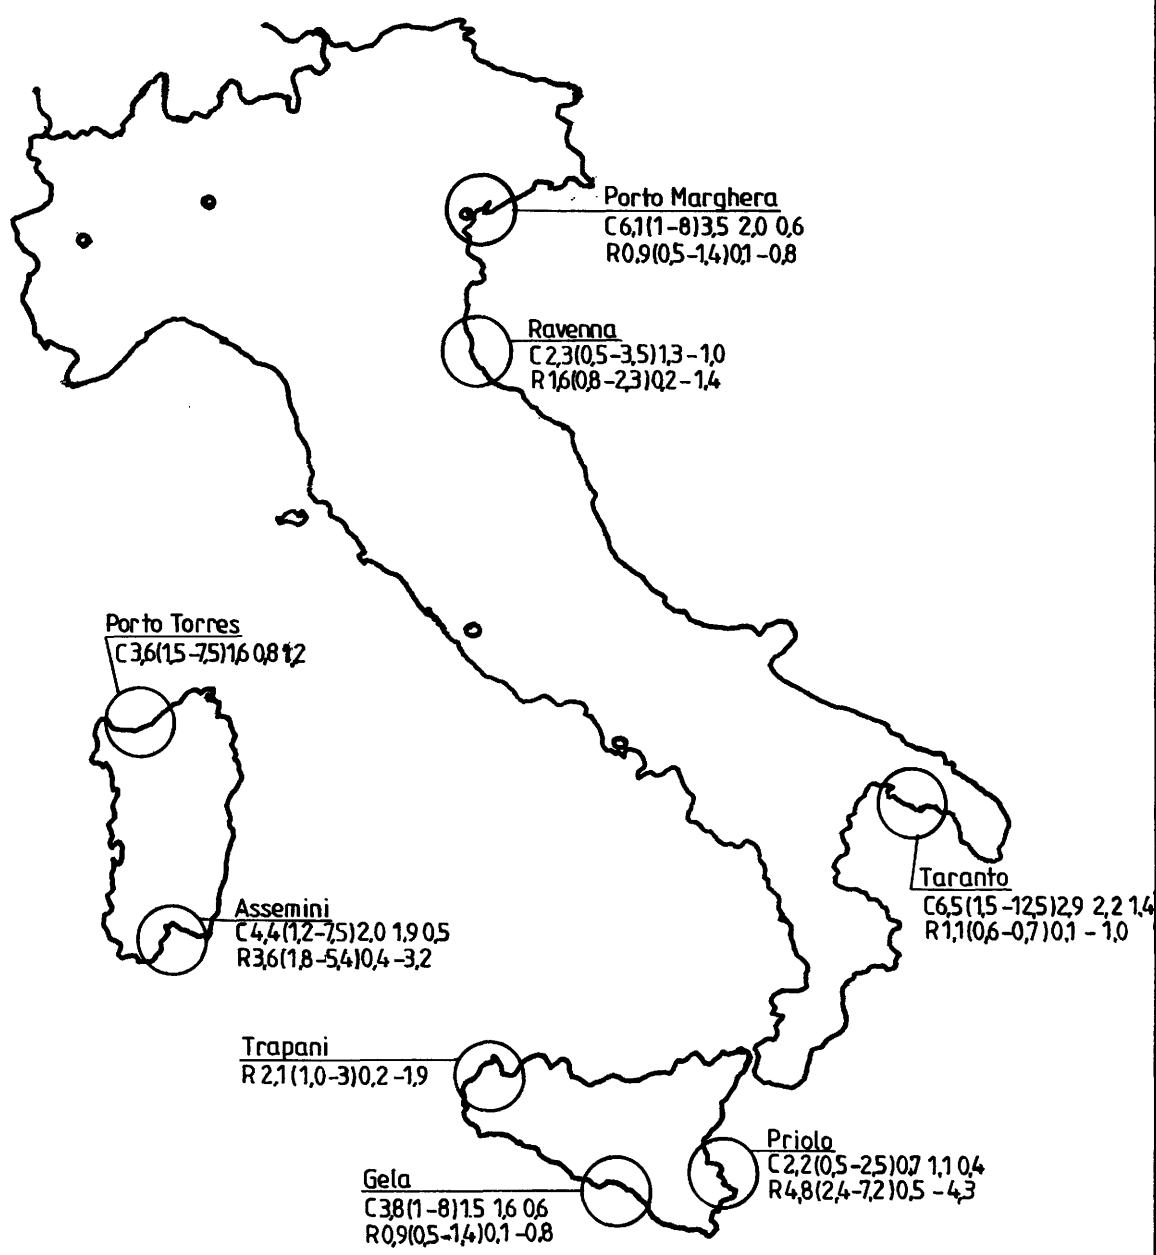 Porto Marghera
C6,1(1-8)3,5 2,0 0,6
R0,9(0,5-1,4)0,1 -0,8
Ravenna
C2,3(0,5-3,5)1,3 - 1,0
R1,6(0,8-2,3)0,2 - 1,4
Porto Torres
C3,6(1,5-7,5)1,6 0,8 1,2
Assemini
C4,4(1,2-7,5)2,0 1,9 0,5
R3,6(1,8-5,4)0,4 -3,2
Taranto
C6,5(1,5-12,5)2,9 2,2 1,4
R1,1(0,6-0,7)0,1 - 1,0
Trapani
R 2,1(1,0-3)0,2 -1,9
Priolo
C2,2(0,5-2,5)0,7 1,1 0,4
R4,8(2,4-7,2)0,5 - 4,3
Gela
C3,8(1-8)1.5 1,6 0,6
R0,9(0,5-1,4)0,1 -0,8